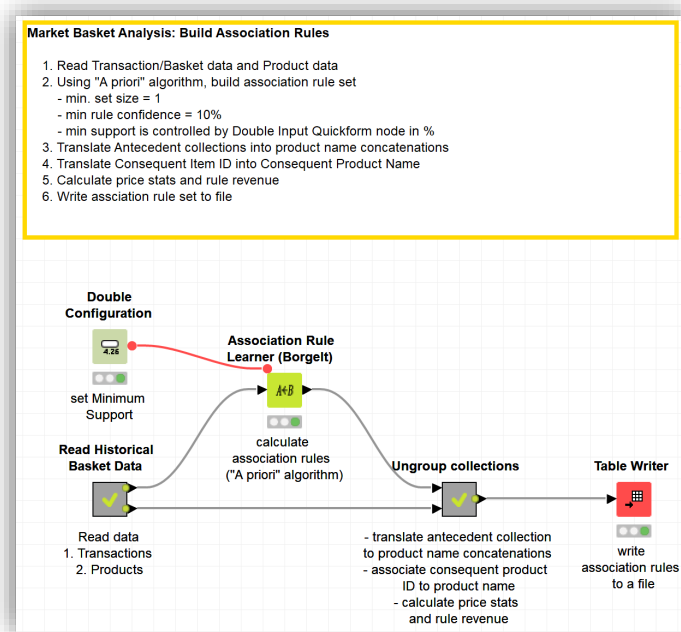 Market Basket Analysis: Build Association Rules
1. Read Transaction/Basket data and Product data
2. Using "A priori" algorithm, build association rule set
- min. set size = 1
- min rule confidence = 10%
- min support is controlled by Double Input Quickform node in %
3. Translate Antecedent collections into product name concatenations
4. Translate Consequent Item ID into Consequent Product Name
5. Calculate price stats and rule revenue
6. Write assciation rule set to file
Double
Configuration
4.26
set Minimum
Support
Association Rule
Learner (Borgelt)
A+B
calculate
association rules
("A priori" algorithm)
Read Historical
Basket Data
Read data
1. Transactions
2. Products
Ungroup collections
- translate antecedent collection
to product name concatenations
- associate consequent product
ID to product name
- calculate price stats
and rule revenue
Table Writer
write
association rules
to a file